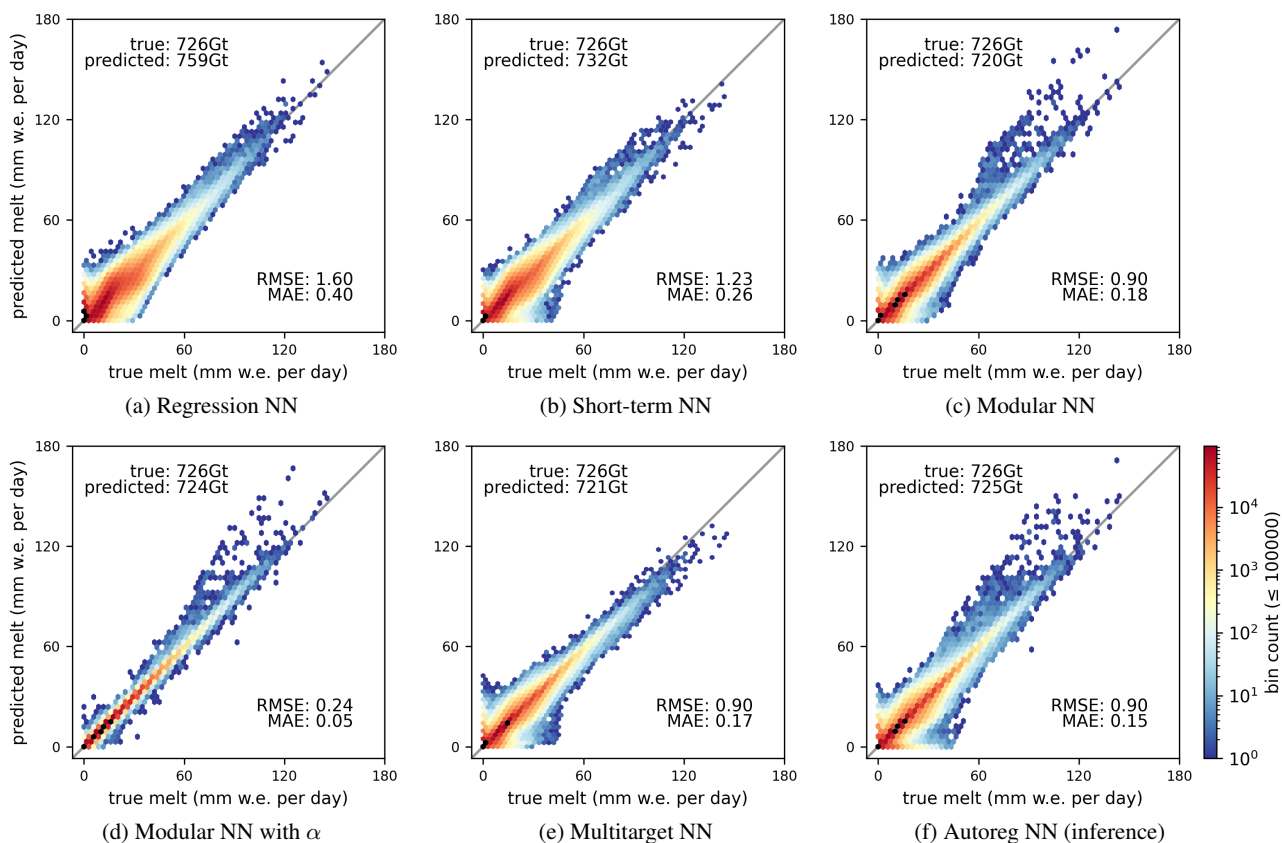 180
120
60
0
predicted melt (mm w.e. per day)
true: 726Gt
predicted: 759Gt
RMSE: 1.60
MAE: 0.40
0 60 120 180
true melt (mm w.e. per day)
(a) Regression NN
true: 726Gt
predicted: 732Gt
180
120
60
0
RMSE: 1.23
MAE: 0.26
0 60 120 180
true melt (mm w.e. per day)
(b) Short-term NN
180
120
60
0
true: 726Gt
predicted: 720Gt
RMSE: 0.90
MAE: 0.18
0 60 120 180
true melt (mm w.e. per day)
(c) Modular NN
180
120
60
0
predicted melt (mm w.e. per day)
true: 726Gt
predicted: 724Gt
RMSE: 0.24
MAE: 0.05
0 60 120 180
true melt (mm w.e. per day)
(d) Modular NN with α
180
120
60
0
true: 726Gt
predicted: 721Gt
RMSE: 0.90
MAE: 0.17
0 60 120 180
true melt (mm w.e. per day)
(e) Multitarget NN
180
120
60
0
true: 726Gt
predicted: 725Gt
RMSE: 0.90
MAE: 0.15
0 60 120 180
true melt (mm w.e. per day)
(f) Autoreg NN (inference)
10⁴
10³
10²
10¹
10⁰
bin count (≤ 100000)